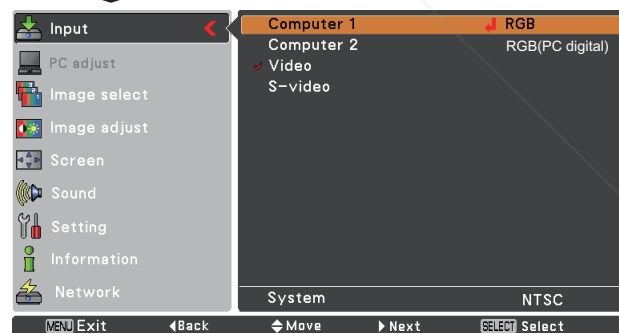 Input
PC adjust
Image select
Image adjust
Screen
Sound
Setting
Information
Network
Computer 1 RGB
Computer 2 RGB(PC digital)
Video
S-video
System NTSC
MENU Exit Back Move Next SELECT Select